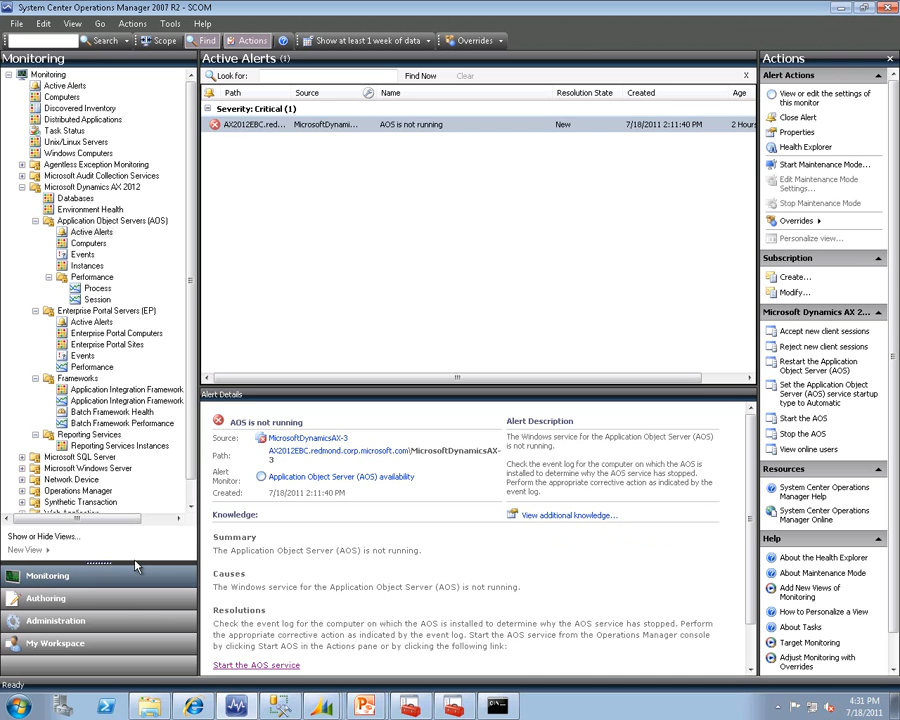 System Center Operations Manager 2007 R2 - SCOM
File Edit View Go Actions Tools Help
Search Scope Find Actions Show at least 1 week of data Overrides
Monitoring
Monitoring
Active Alerts
Computers
Discovered Inventory
Distributed Applications
Task Status
Unix/Linux Servers
Windows Computers
Agentless Exception Monitoring
Microsoft Audit Collection Services
Microsoft Dynamics AX 2012
Databases
Environment Health
Application Object Servers (AOS)
Active Alerts
Computers
Events
Instances
Performance
Process
Session
Enterprise Portal Servers (EP)
Active Alerts
Enterprise Portal Computers
Enterprise Portal Sites
Events
Performance
Frameworks
Application Integration Framework
Application Integration Framework
Batch Framework Health
Batch Framework Performance
Reporting Services
Reporting Services Instances
Microsoft SQL Server
Microsoft Windows Server
Network Device
Operations Manager
Synthetic Transaction
Show or Hide Views...
New View
Monitoring
Authoring
Administration
My Workspace
Active Alerts (1)
Look for: Find Now Clear x
Path Source Name Resolution State Created Age
Severity: Critical (1)
AX2012EBC.red... MicrosoftDynami... AOS is not running New 7/18/2011 2:11:40 PM 2 Hours
Alert Details
AOS is not running
Source: MicrosoftDynamicsAX-3
Path: AX2012EBC.redmond.corp.microsoft.com\MicrosoftDynamicsAX-
3
Alert
Monitor: Application Object Server (AOS) availability
Created: 7/18/2011 2:11:40 PM
Alert Description
The Windows service for the Application Object Server (AOS)
is not running.
Check the event log for the computer on which the AOS is
installed to determine why the AOS service has stopped.
Perform the appropriate corrective action as indicated by the
event log.
View additional knowledge...
Knowledge:
Summary
The Application Object Server (AOS) is not running.
Causes
The Windows service for the Application Object Server (AOS) is not running.
Resolutions
Check the event log for the computer on which the AOS is installed to determine why the AOS service has stopped. Perform
the appropriate corrective action as indicated by the event log. Start the AOS service from the Operations Manager console
by clicking Start AOS in the Actions pane or by clicking the following link:
Start the AOS service
Actions
Alert Actions
View or edit the settings of
this monitor
Close Alert
Properties
Health Explorer
Start Maintenance Mode...
Edit Maintenance Mode
Settings...
Stop Maintenance Mode
Overrides
Personalize view...
Subscription
Create...
Modify...
Microsoft Dynamics AX 2...
Accept new client sessions
Reject new client sessions
Restart the Application
Object Server (AOS)
Set the Application Object
Server (AOS) service startup
type to Automatic
Start the AOS
Stop the AOS
View online users
Resources
System Center Operations
Manager Help
System Center Operations
Manager Online
Help
About the Health Explorer
About Maintenance Mode
Add New Views of
Monitoring
How to Personalize a View
About Tasks
Target Monitoring
Adjust Monitoring with
Overrides
Ready
4:31 PM
7/18/2011